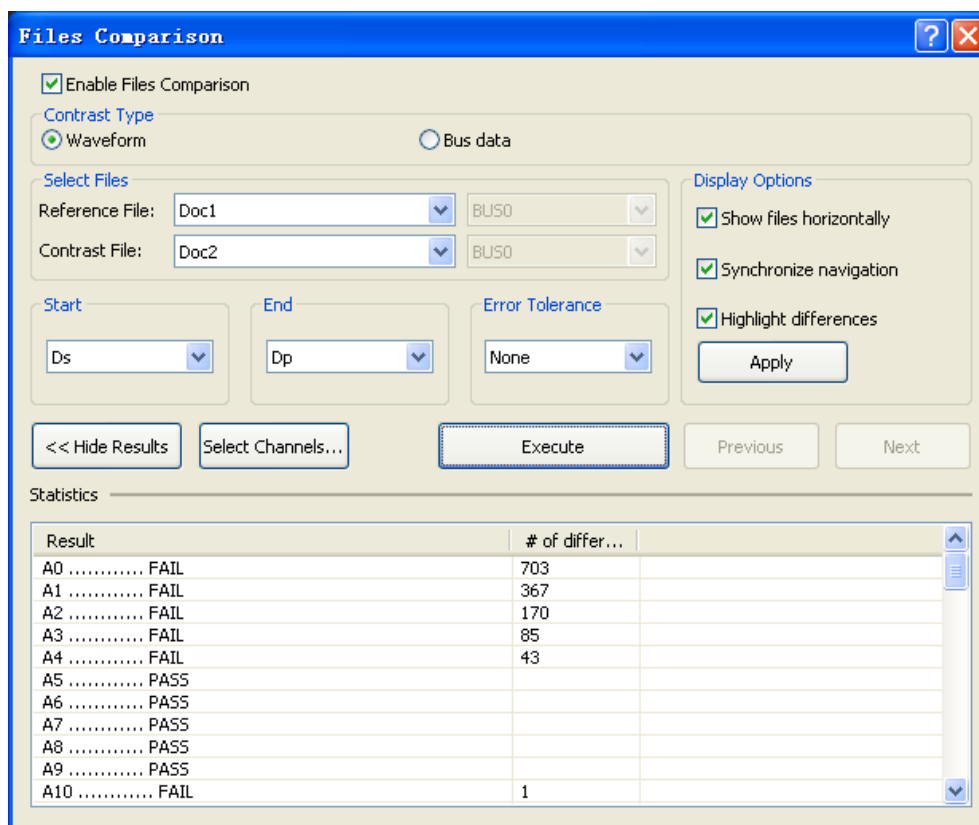 Files Comparison
Enable Files Comparison
Contrast Type
Waveform
Bus data
Select Files
Reference File:
Doc1
BUS0
Contrast File:
Doc2
BUS0
Display Options
Show files horizontally
Synchronize navigation
Highlight differences
Apply
Start
Ds
End
Dp
Error Tolerance
None
<< Hide Results
Select Channels...
Execute
Previous
Next
Statistics
Result # of differ...
A0 ............ FAIL 703
A1 ............ FAIL 367
A2 ............ FAIL 170
A3 ............ FAIL 85
A4 ............ FAIL 43
A5 ............ PASS
A6 ............ PASS
A7 ............ PASS
A8 ............ PASS
A9 ............ PASS
A10 ............ FAIL 1